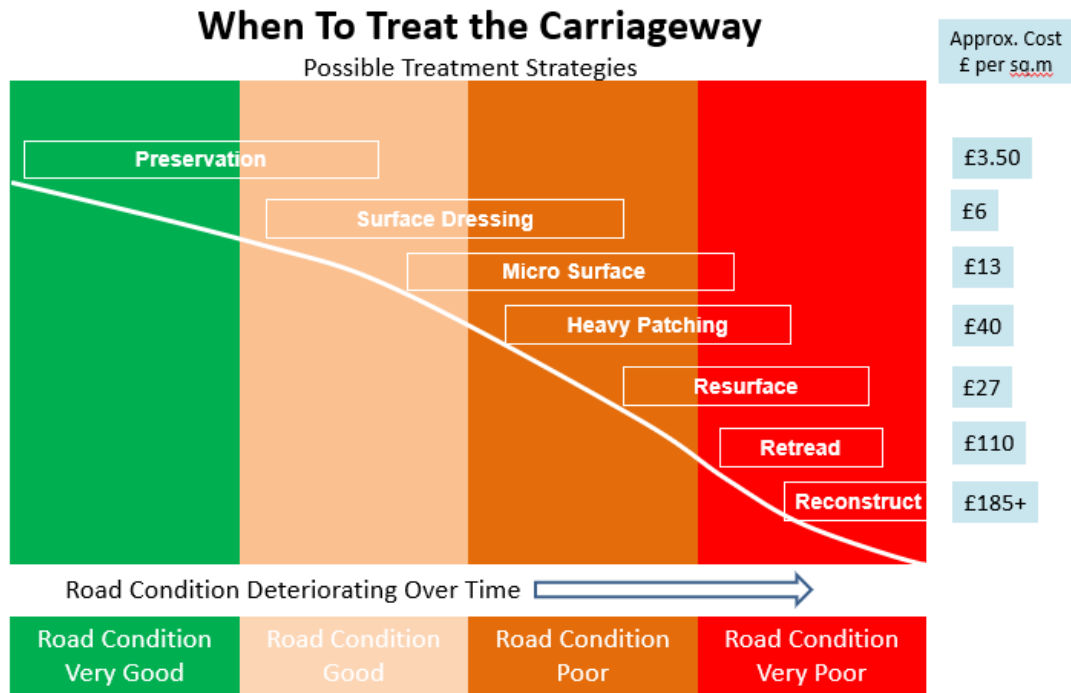 When To Treat the Carriageway
Possible Treatment Strategies
Approx. Cost
£ per sq.m
Preservation
£3.50
Surface Dressing
£6
Micro Surface
£13
Heavy Patching
£40
Resurface
£27
Retread
£110
Reconstruct
£185+
Road Condition Deteriorating Over Time
Road Condition
Very Good
Road Condition
Good
Road Condition
Poor
Road Condition
Very Poor